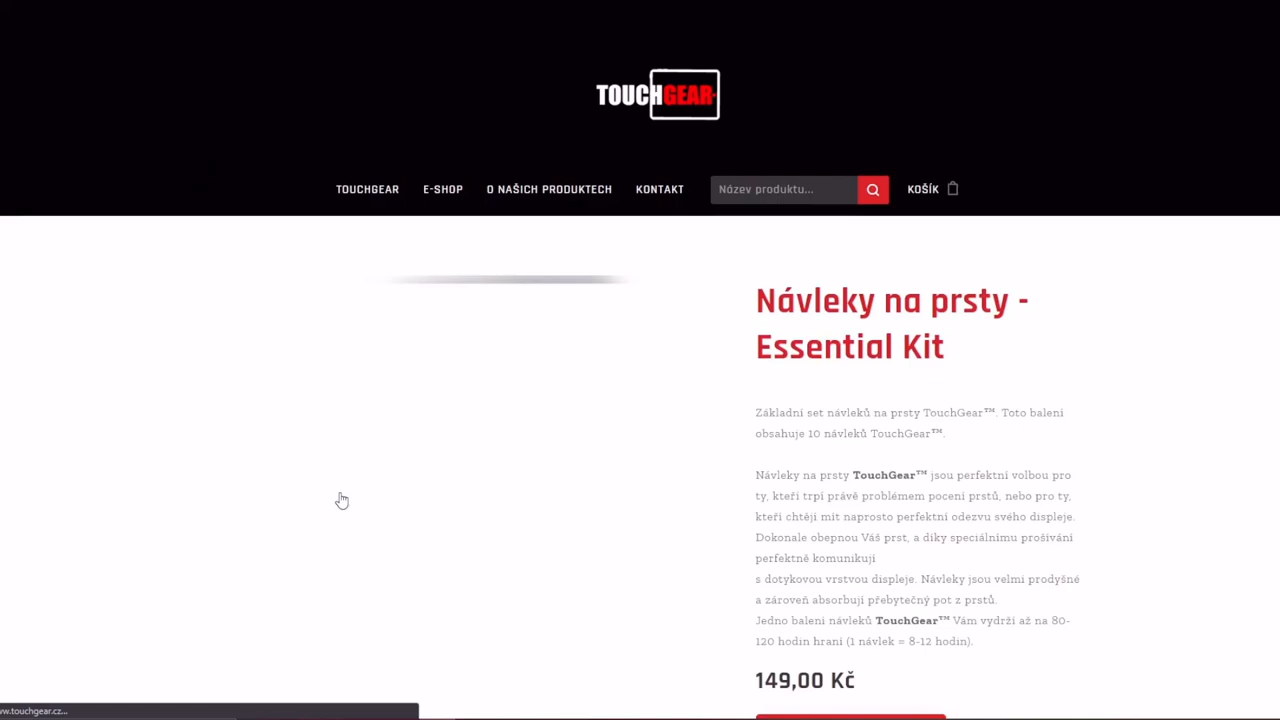 TOUCHGEAR
TOUCHGEAR E-SHOP O NAŠICH PRODUKTECH KONTAKT Název produktu... KOŠÍK
Návleky na prsty -
Essential Kit
Základní set návleků na prsty TouchGear™. Toto balení
obsahuje 10 návleků TouchGear™.
Návleky na prsty TouchGear™ jsou perfektní volbou pro
ty, kteří trpí právě problémem pocení prstů, nebo pro ty,
kteří chtějí mít naprosto perfektní odezvu svého displeje.
Dokonale obepnou Váš prst, a díky speciálnímu prošívání
perfektně komunikují
s dotykovou vrstvou displeje. Návleky jsou velmi prodyšné
a zároveň absorbují přebytečný pot z prstů.
Jedno balení návleků TouchGear™ Vám vydrží až na 80-
120 hodin hraní (1 návlek = 8-12 hodin).
149,00 Kč
ww.touchgear.cz...